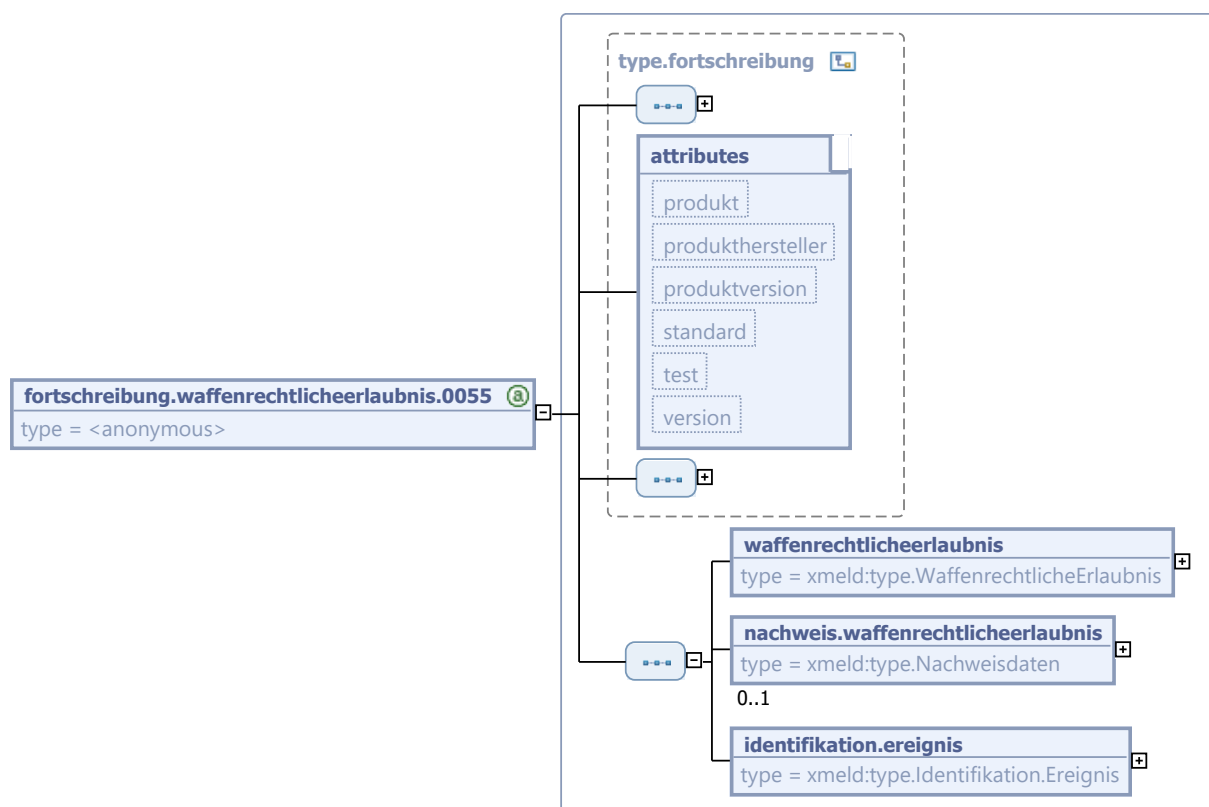 type.fortschreibung
attributes
produkt
produkthersteller
produktversion
standard
test
version
fortschreibung.waffenrechtlicheerlaubnis.0055 a
type = <anonymous>
waffenrechtlicheerlaubnis
type = xmeld:type.WaffenrechtlicheErlaubnis
nachweis.waffenrechtlicheerlaubnis
type = xmeld:type.Nachweisdaten
0..1
identifikation.ereignis
type = xmeld:type.Identifikation.Ereignis